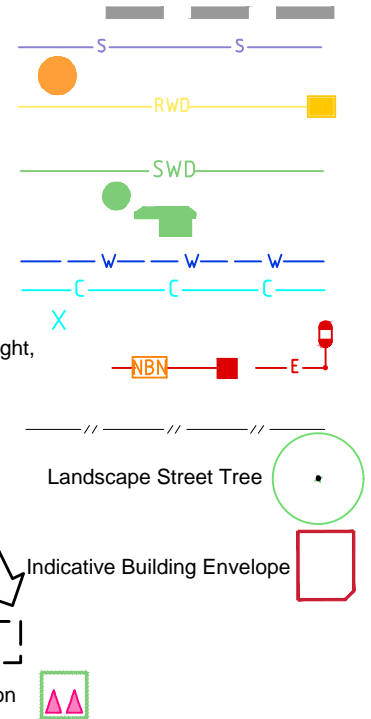 S S
RWD
SWD
W W W
C C C
X
ght,
NBN E
// // //
Landscape Street Tree
Indicative Building Envelope
on